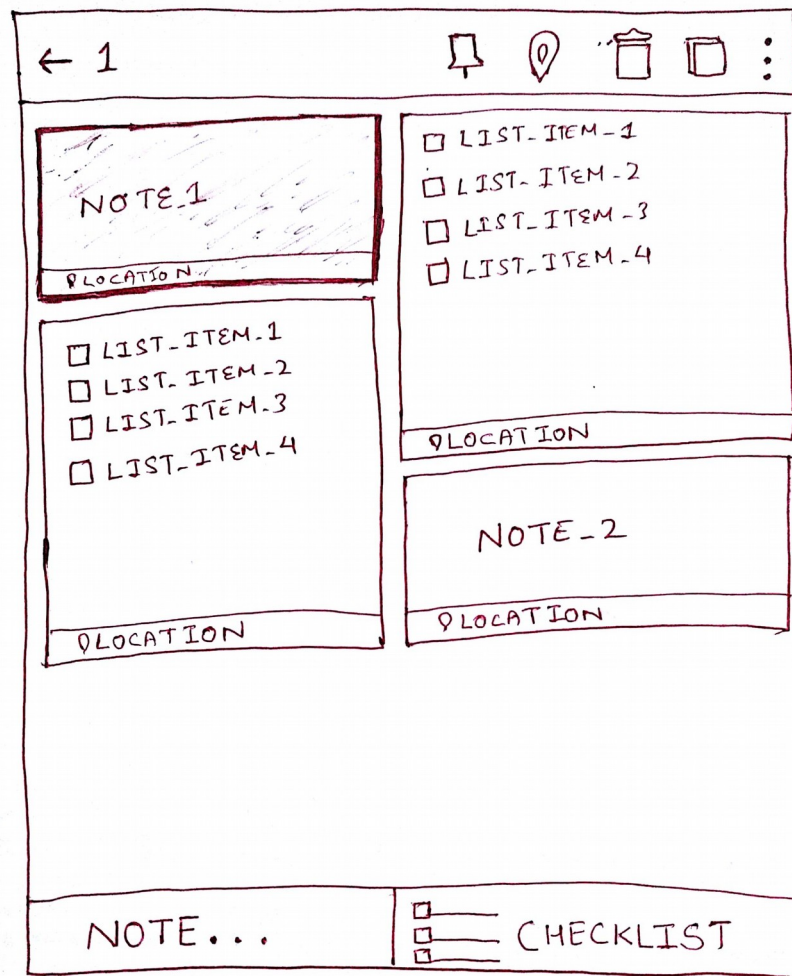 ← 1
NOTE_1
LOCATION
LIST_ITEM_1
LIST_ITEM_2
LIST_ITEM_3
LIST_ITEM_4
LOCATION
LIST_ITEM_1
LIST_ITEM_2
LIST_ITEM_3
LIST_ITEM_4
LOCATION
NOTE_2
LOCATION
NOTE...
CHECKLIST